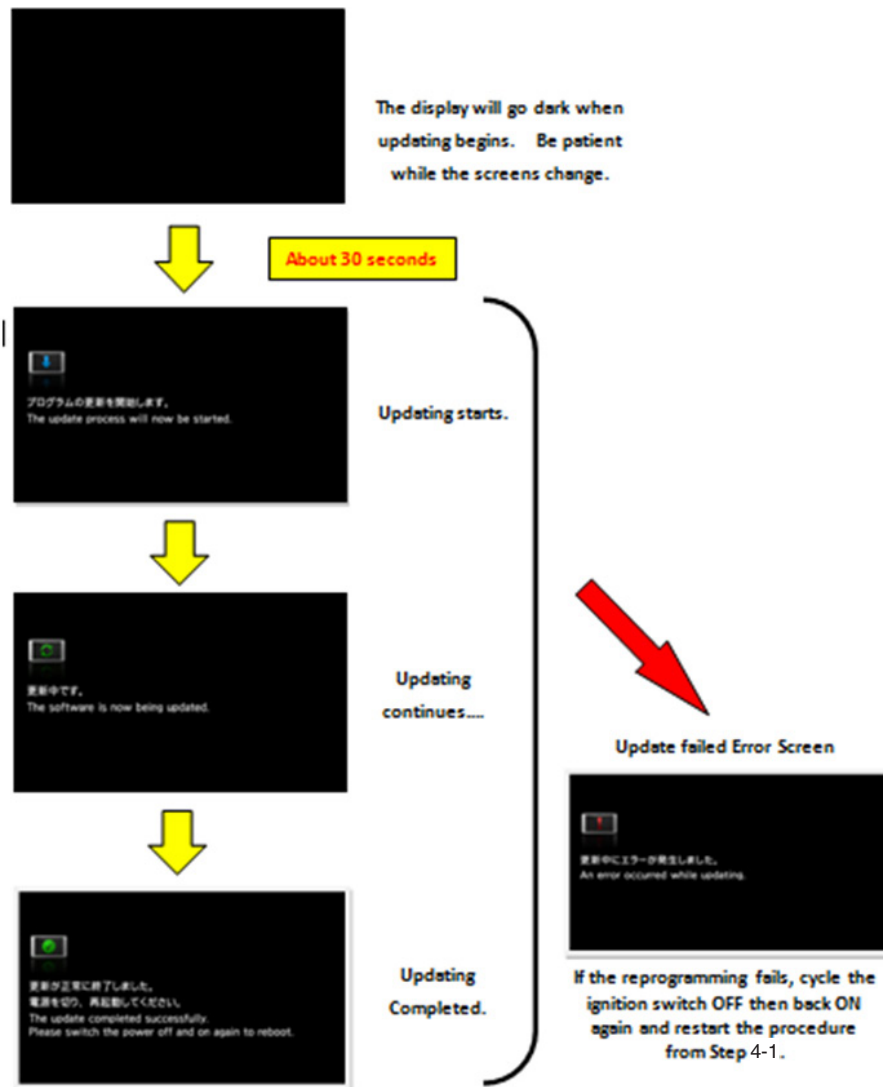 The display will go dark when
updating begins. Be patient
while the screens change.
About 30 seconds
プログラムの更新を開始します。
The update process will now be started.
Updating starts.
更新中です。
The software is now being updated.
Updating
continues....
更新が正常に終了しました。
電源を切り、再起動してください。
The update completed successfully.
Please switch the power off and on again to reboot.
Updating
Completed.
Update failed Error Screen
更新中にエラーが発生しました。
An error occurred while updating.
If the reprogramming fails, cycle the
ignition switch OFF then back ON
again and restart the procedure
from Step 4-1.